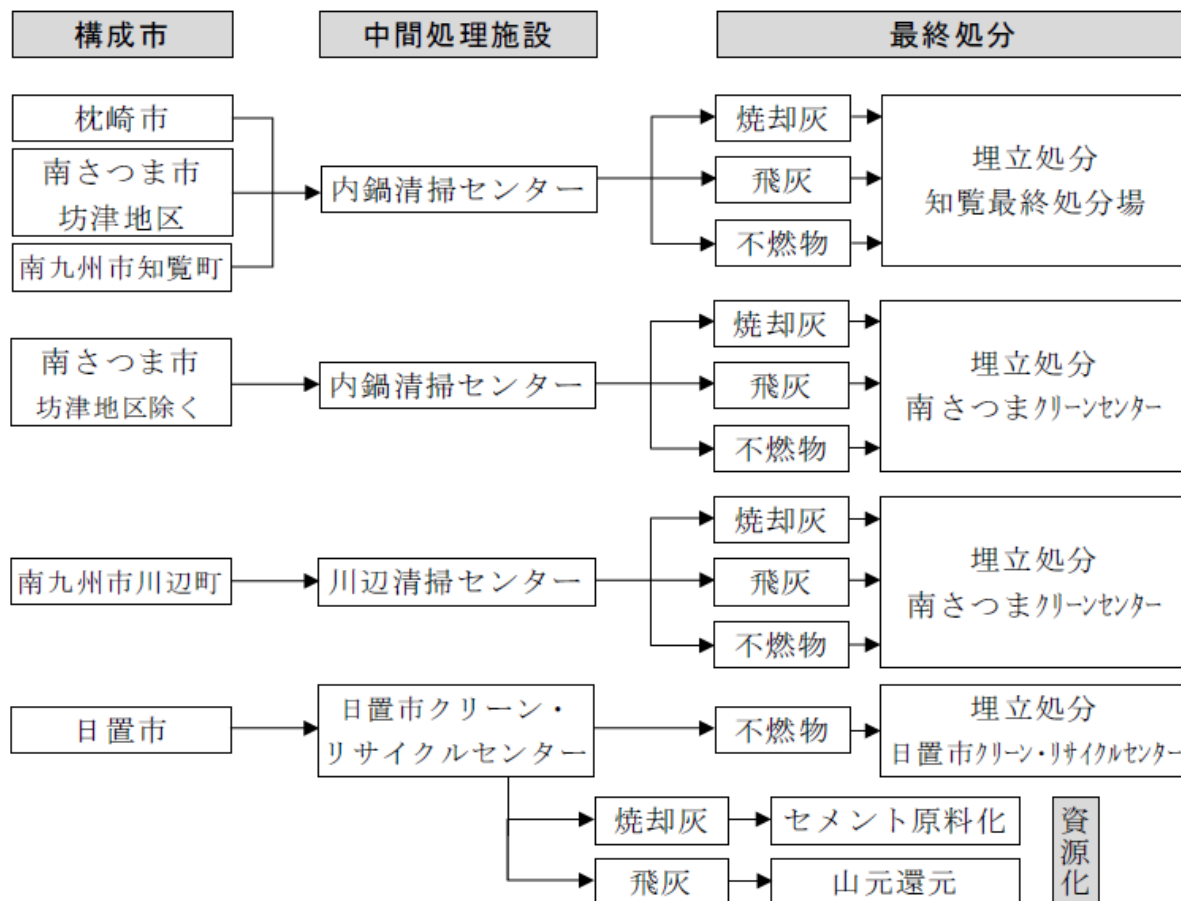 構成市
中間処理施設
最終処分
枕崎市
南さつま市
坊津地区
南九州市知覧町
内鍋清掃センター
焼却灰
飛灰
不燃物
埋立処分
知覧最終処分場
南さつま市
坊津地区除く
内鍋清掃センター
焼却灰
飛灰
不燃物
埋立処分
南さつまｸﾘｰﾝｾﾝﾀｰ
南九州市川辺町
川辺清掃センター
焼却灰
飛灰
不燃物
埋立処分
南さつまｸﾘｰﾝｾﾝﾀｰ
日置市
日置市クリーン・
リサイクルセンター
不燃物
埋立処分
日置市ｸﾘｰﾝ・ﾘｻｲｸﾙｾﾝﾀｰ
焼却灰
セメント原料化
飛灰
山元還元
資源化